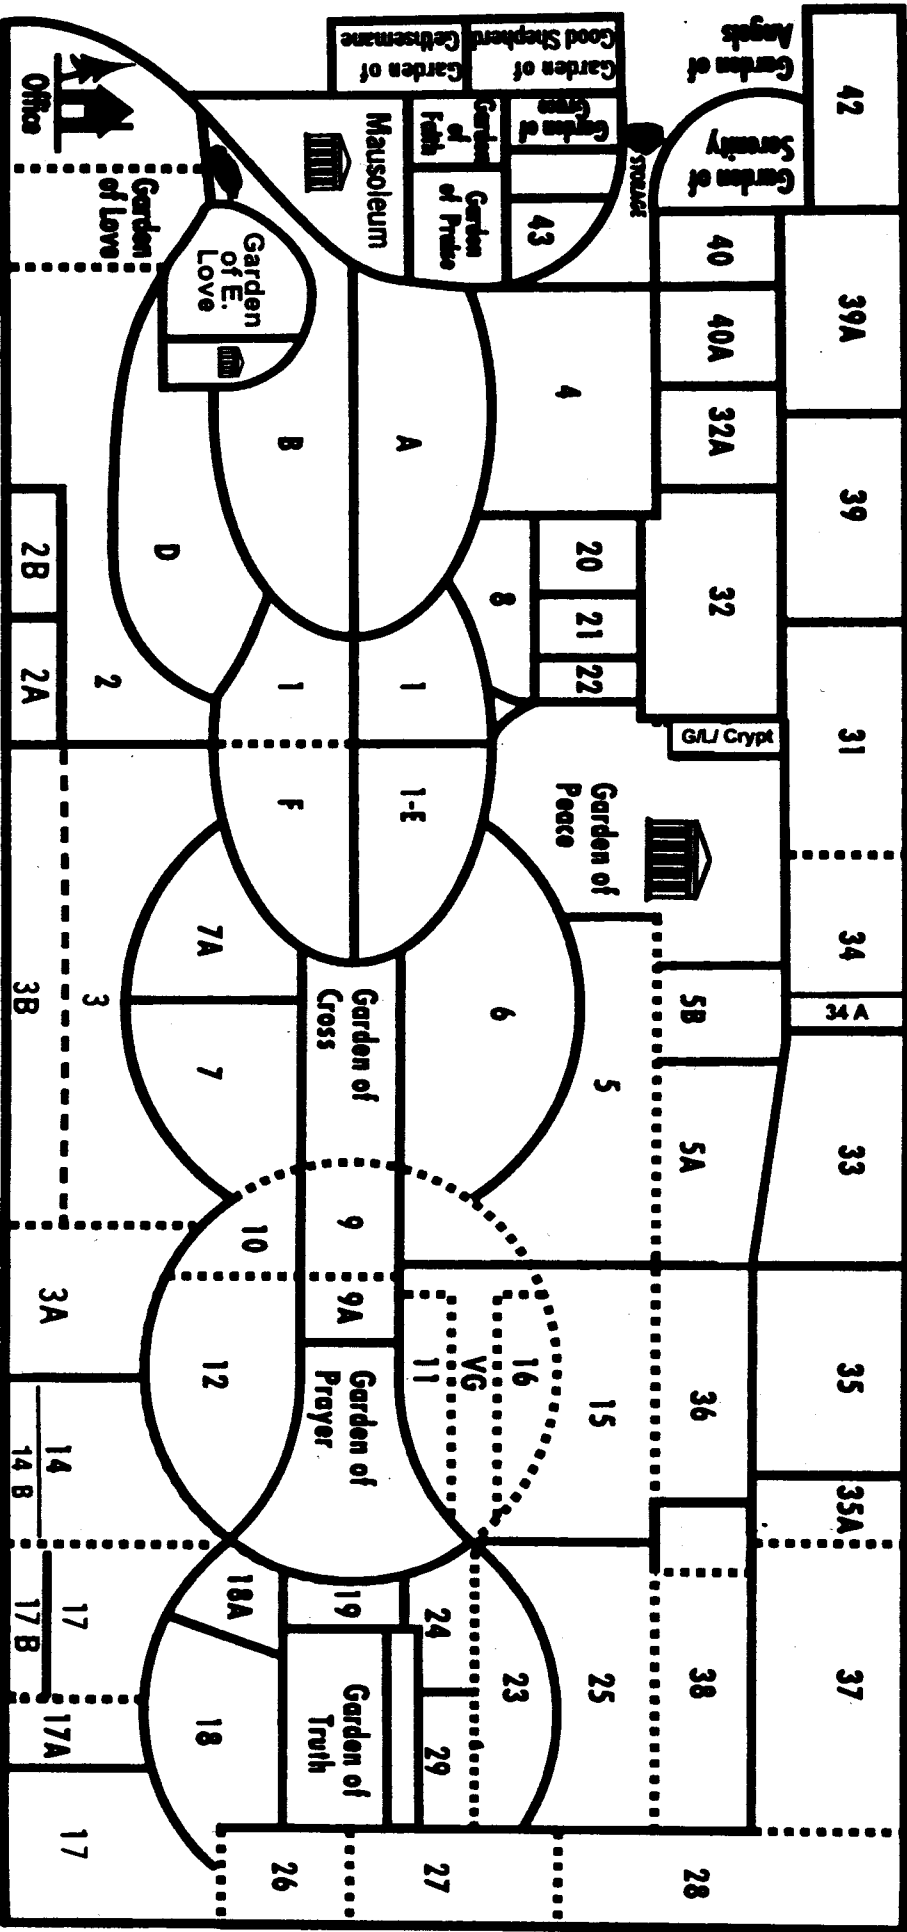 Office
Garden
of Love
Garden
of E.
Love
Mausoleum
Garden of
Gethsemane
Garden of
Good Shepherd
Garden
of
Faith
Garden of
Grace
Garden
of Praise
43
STORAGE
Garden of
Angels
Garden of
Serenity
42
40
40A
32A
32
39A
39
31
34
34 A
33
35
35A
37
4
A
B
D
20
21
22
8
2B
2A
2
1
1
F
1-E
G/L/ Crypt
Garden of
Peace
5B
5A
5
6
7A
7
3
3B
Garden of
Cross
9
9A
10
12
3A
11
VG
16
15
36
Garden of
Prayer
14
14 B
17
17 B
17A
17
18A
18
19
24
23
29
25
38
Garden of
Truth
26
27
28